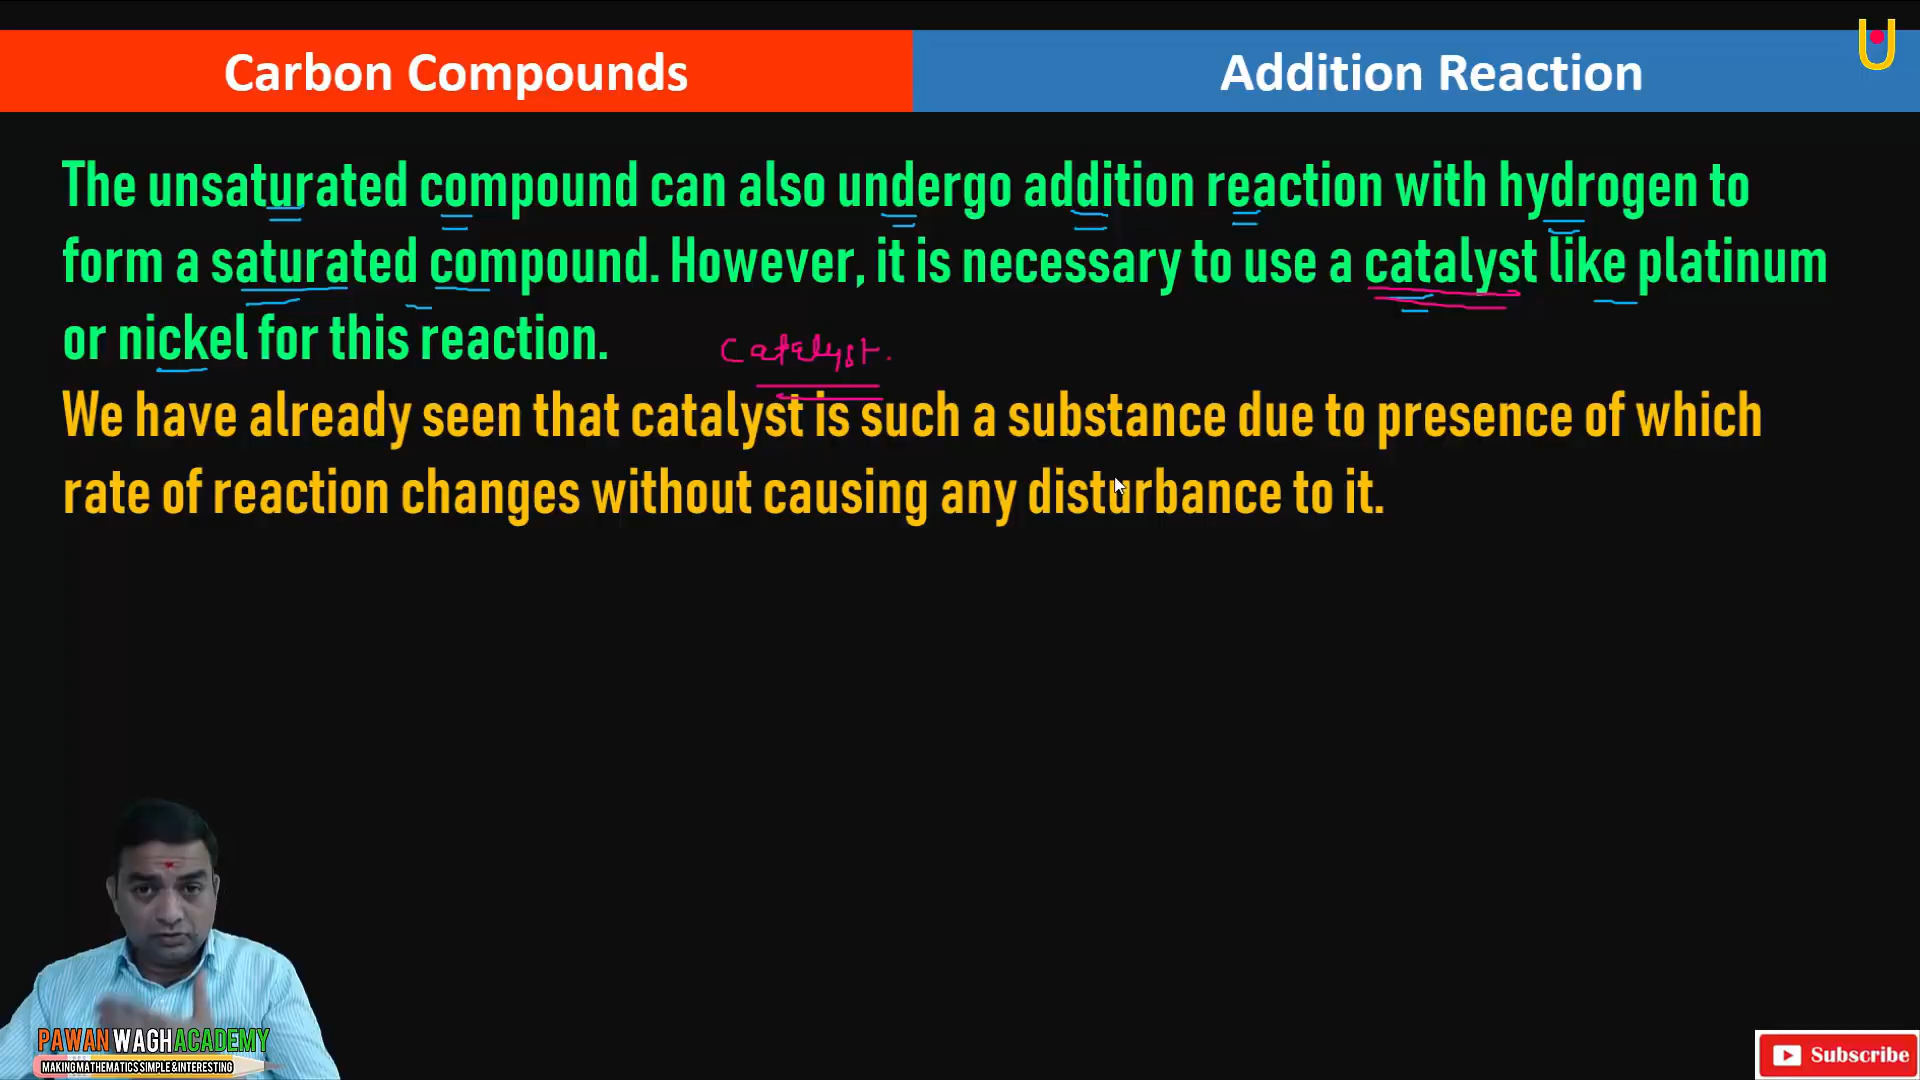 Carbon Compounds
Addition Reaction
The unsaturated compound can also undergo addition reaction with hydrogen to
form a saturated compound. However, it is necessary to use a catalyst like platinum
or nickel for this reaction.
Catalyst.
We have already seen that catalyst is such a substance due to presence of which
rate of reaction changes without causing any disturbance to it.
PAWAN WAGH ACADEMY
MAKING MATHEMATICS SIMPLE & INTERESTING
Subscribe